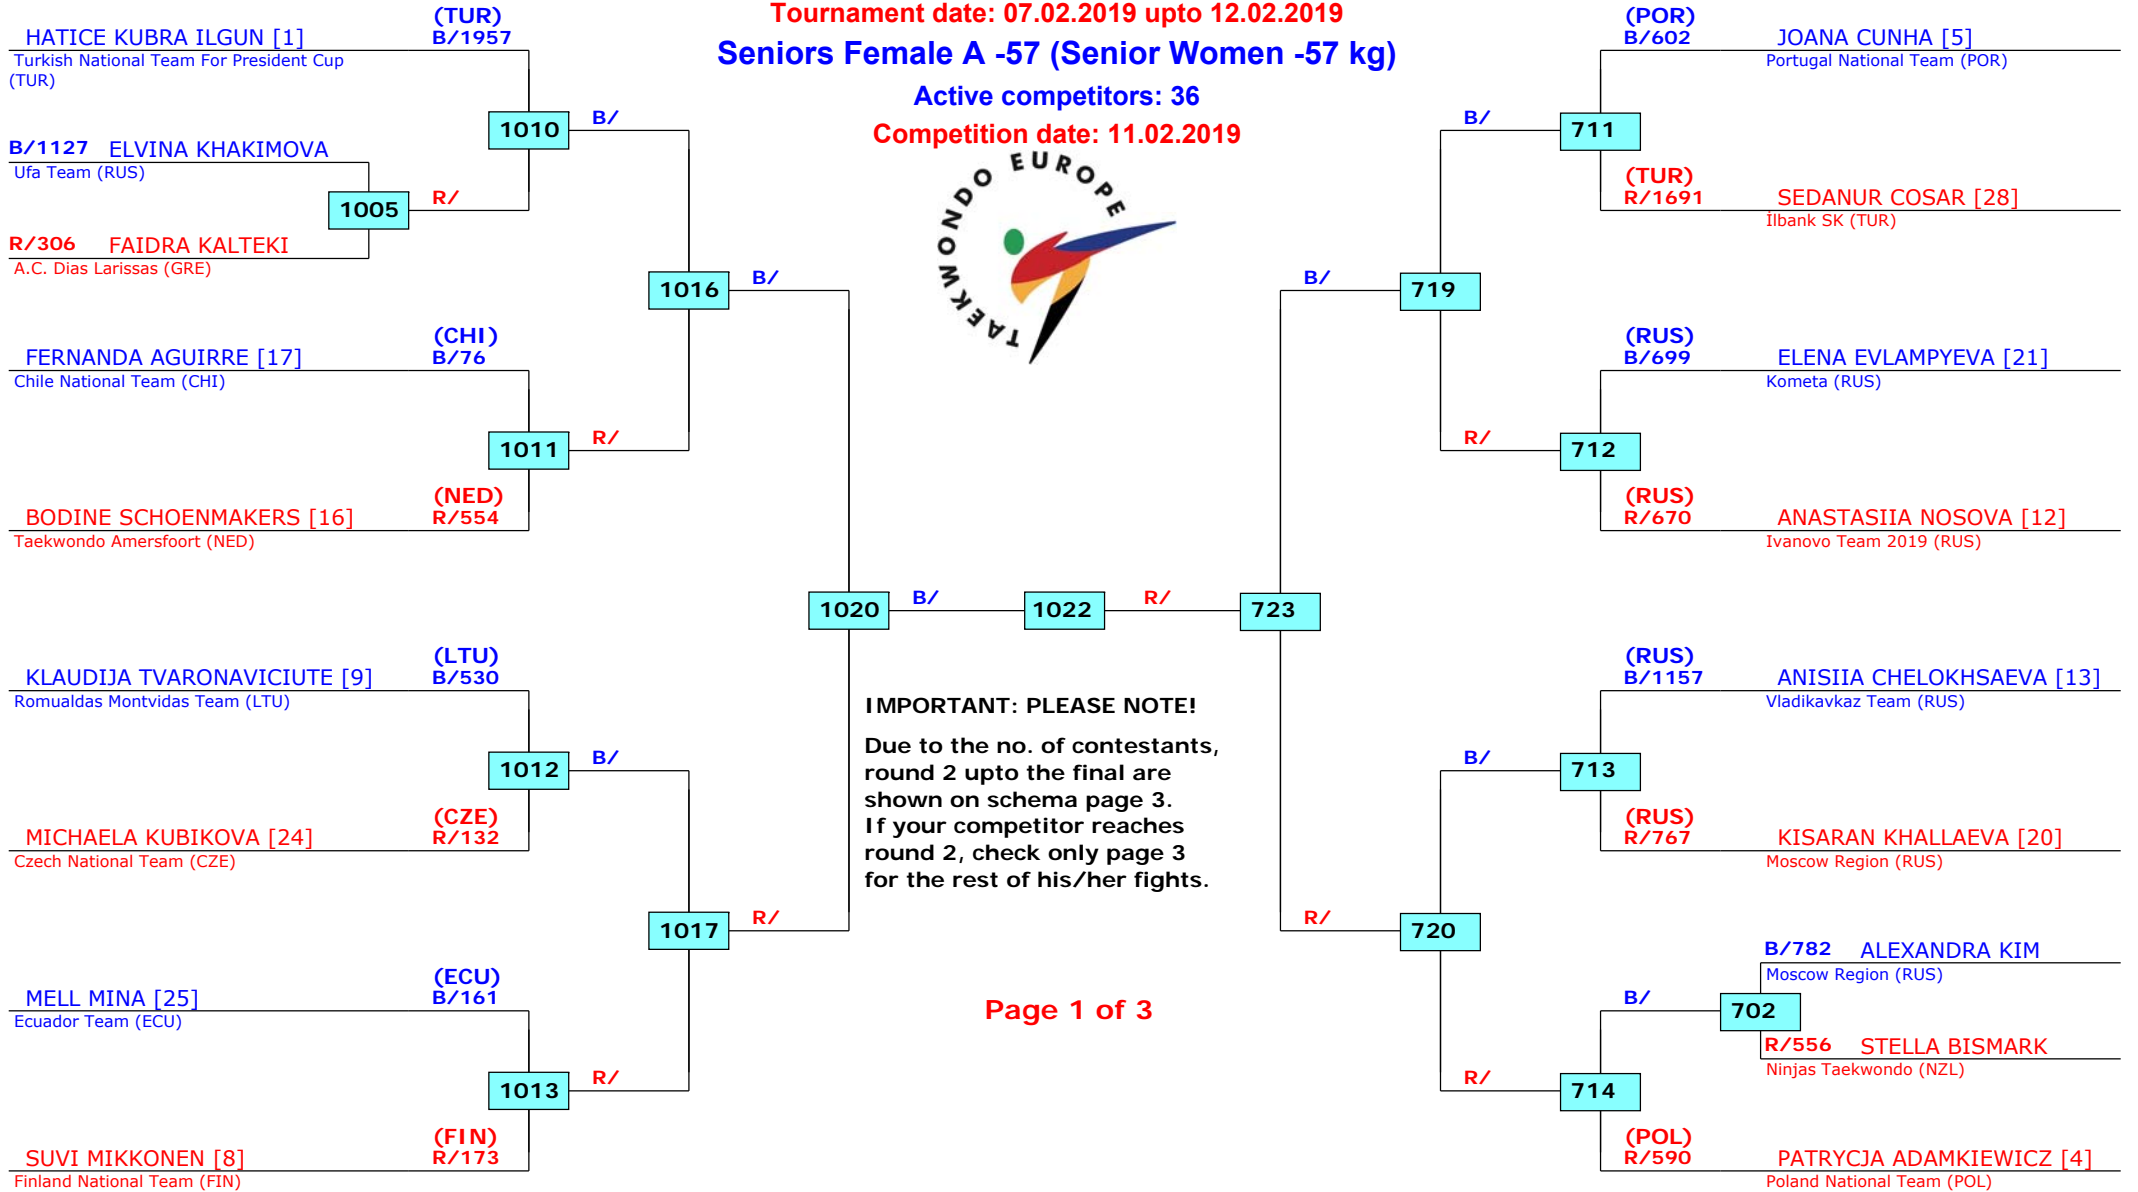 Tournament date: 07.02.2019 upto 12.02.2019
Seniors Female A -57 (Senior Women -57 kg)
Active competitors: 36
Competition date: 11.02.2019
TAEKWONDO EUROPE
(TUR)
HATICE KUBRA ILGUN [1] B/1957
Turkish National Team For President Cup
(TUR)
1010 B/
B/1127 ELVINA KHAKIMOVA
Ufa Team (RUS)
1005 R/
R/306 FAIDRA KALTEKI
A.C. Dias Larissas (GRE)
1016 B/
(CHI)
FERNANDA AGUIRRE [17] B/76
Chile National Team (CHI)
1011 R/
(NED)
BODINE SCHOENMAKERS [16] R/554
Taekwondo Amersfoort (NED)
1020 B/ 1022 R/ 723
(LTU)
KLAUDIJA TVARONAVICIUTE [9] B/530
Romualdas Montvidas Team (LTU)
1012 B/
(CZE)
MICHAELA KUBIKOVA [24] R/132
Czech National Team (CZE)
1017 R/
(ECU)
MELL MINA [25] B/161
Ecuador Team (ECU)
1013 R/
(FIN)
SUVI MIKKONEN [8] R/173
Finland National Team (FIN)
IMPORTANT: PLEASE NOTE!
Due to the no. of contestants,
round 2 upto the final are
shown on schema page 3.
If your competitor reaches
round 2, check only page 3
for the rest of his/her fights.
Page 1 of 3
(POR)
B/602 JOANA CUNHA [5]
Portugal National Team (POR)
B/ 711
(TUR)
R/1691 SEDANUR COSAR [28]
İlbank SK (TUR)
B/ 719
(RUS)
B/699 ELENA EVLAMPYEVA [21]
Kometa (RUS)
R/ 712
(RUS)
R/670 ANASTASIIA NOSOVA [12]
Ivanovo Team 2019 (RUS)
(RUS)
B/1157 ANISIIA CHELOKHSAEVA [13]
Vladikavkaz Team (RUS)
B/ 713
(RUS)
R/767 KISARAN KHALLAEVA [20]
Moscow Region (RUS)
R/ 720
B/782 ALEXANDRA KIM
Moscow Region (RUS)
B/ 702
R/556 STELLA BISMARK
Ninjas Taekwondo (NZL)
R/ 714
(POL)
R/590 PATRYCJA ADAMKIEWICZ [4]
Poland National Team (POL)